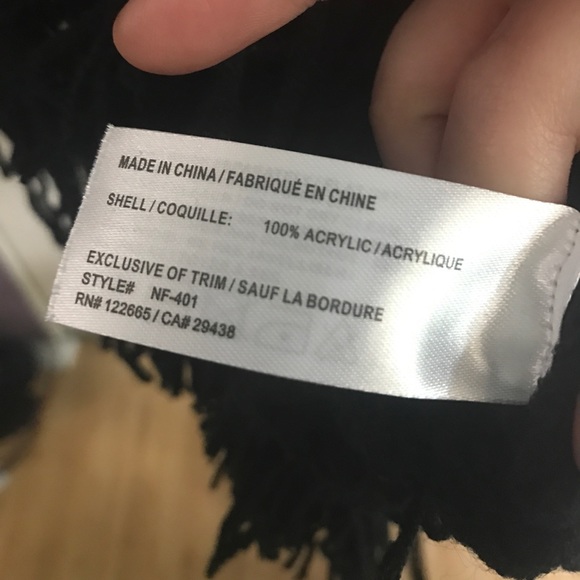 MADE IN CHINA / FABRIQUÉ EN CHINE
SHELL / COQUILLE: 100% ACRYLIC / ACRYLIQUE
EXCLUSIVE OF TRIM / SAUF LA BORDURE
STYLE# NF-401
RN# 122665 / CA# 29438